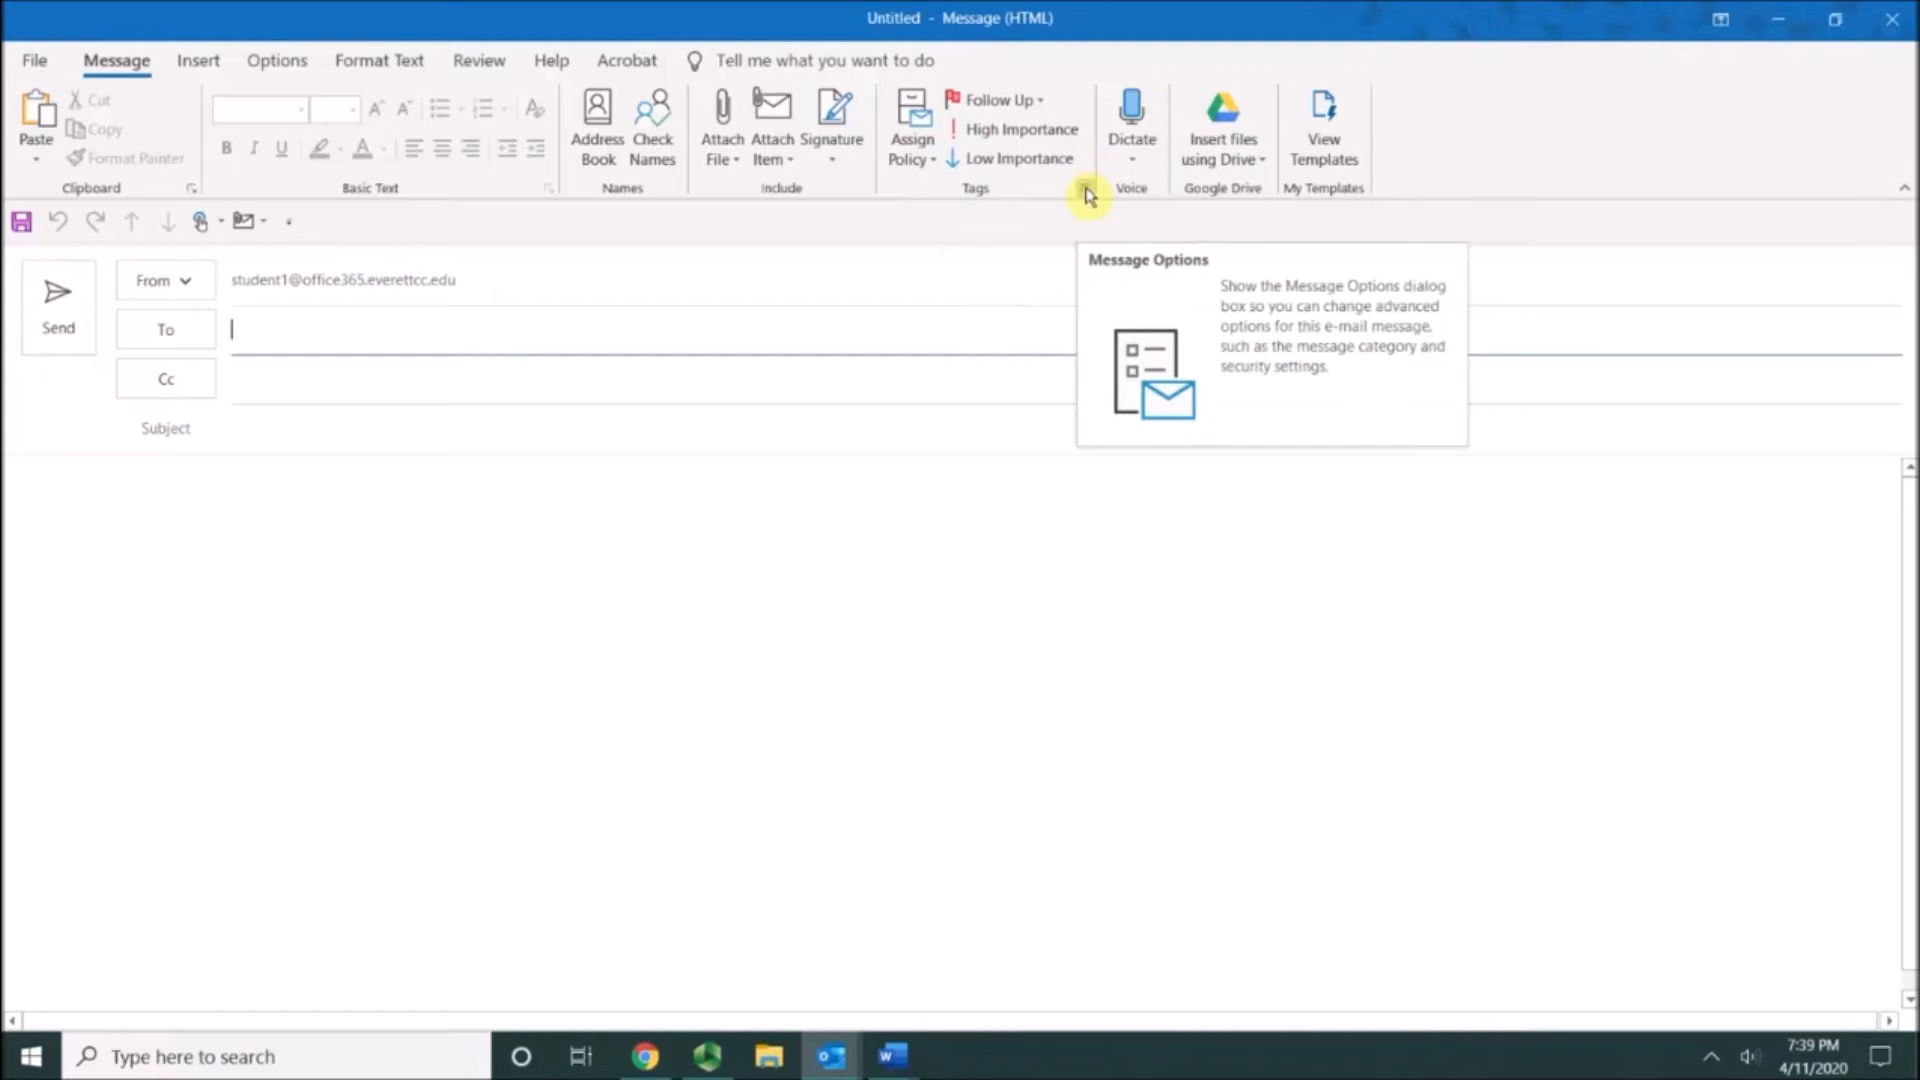 Untitled - Message (HTML)
File Message Insert Options Format Text Review Help Acrobat Tell me what you want to do
Paste
Cut
Copy
Format Painter
Clipboard
B I U A
Basic Text
Address Book
Check Names
Names
Attach File
Attach Item
Signature
Include
Assign Policy
Follow Up
High Importance
Low Importance
Tags
Dictate
Voice
Insert files using Drive
Google Drive
View Templates
My Templates
Send
From student1@office365.everettcc.edu
To
Cc
Subject
Message Options
Show the Message Options dialog
box so you can change advanced
options for this e-mail message,
such as the message category and
security settings.
Type here to search
7:39 PM
4/11/2020